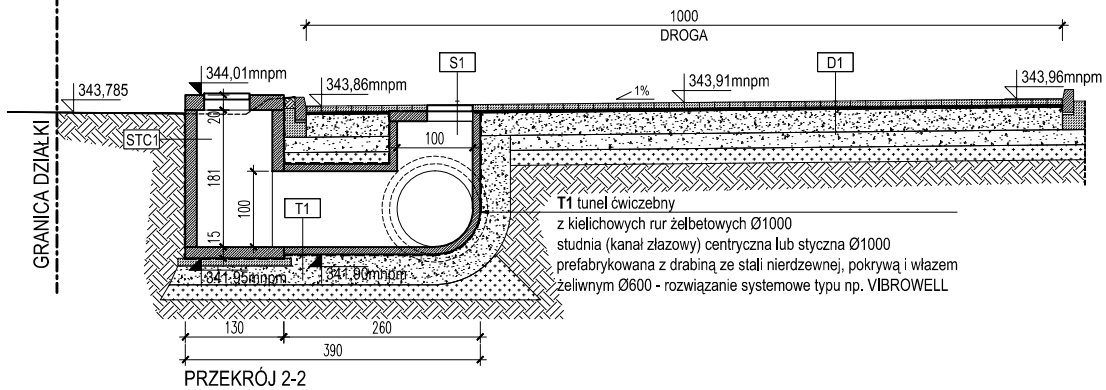 1000
DROGA
S1
D1
343,785
344,01mnpm
343,86mnpm
1%
343,91mnpm
343,96mnpm
20
STC1
181
100
100
T1
15
GRANICA DZIAŁKI
T1 tunel ćwiczebny
z kielichowych rur żelbetowych Ø1000
studnia (kanał złazowy) centryczna lub styczna Ø1000
prefabrykowana z drabiną ze stali nierdzewnej, pokrywą i włazem
żeliwnym Ø600 - rozwiązanie systemowe typu np. VIBROWELL
341,95mnpm
341,90mnpm
130
260
390
PRZEKRÓJ 2-2